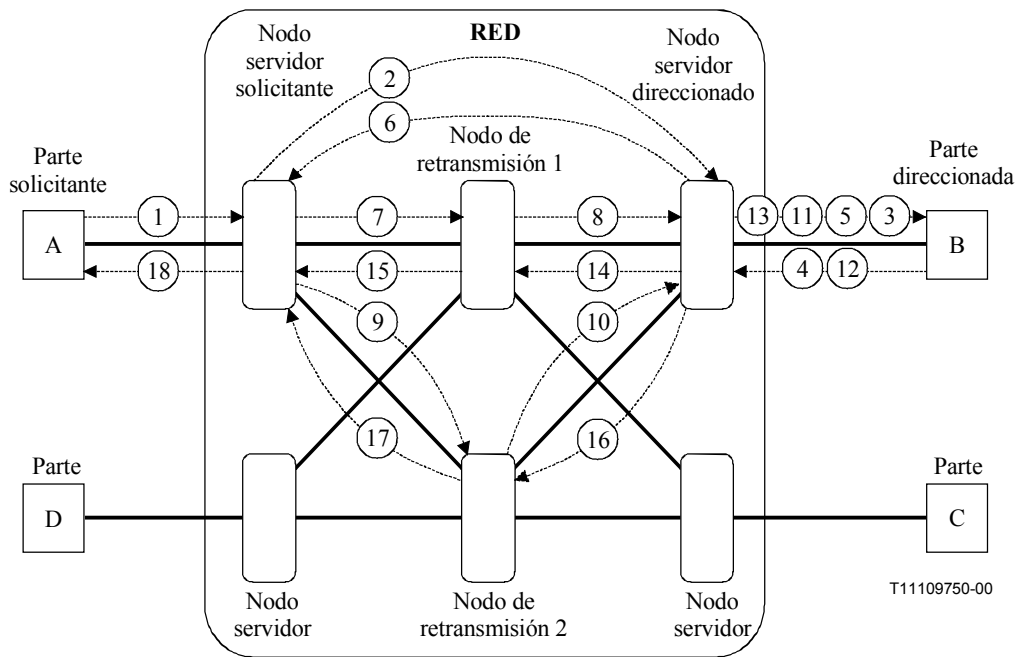 Nodo
servidor
solicitante
RED
Nodo
servidor
direccionado
2
6
Nodo de
retransmisión 1
Parte
solicitante
Parte
direccionada
1
7
8
13 11 5 3
A
B
18
15
14
4 12
9
10
17
16
Parte
D
Parte
C
T11109750-00
Nodo
servidor
Nodo de
retransmisión 2
Nodo
servidor